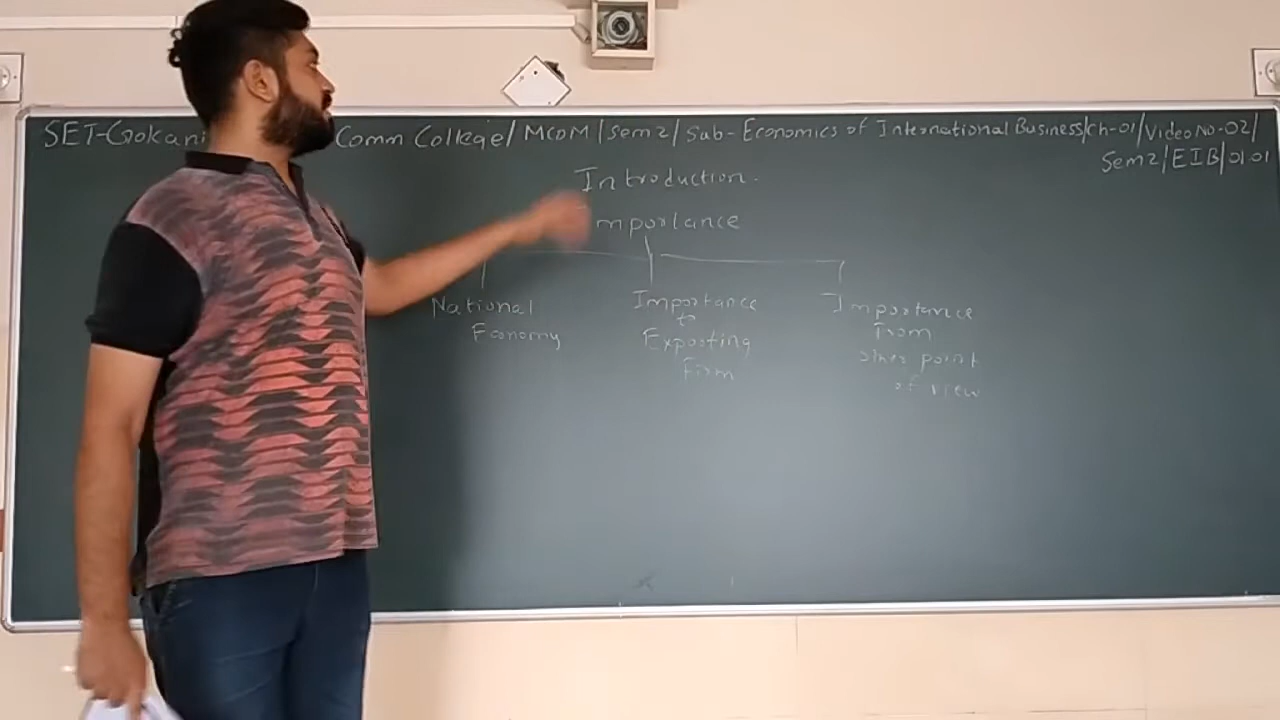 SET-Gokani Comm College/MCOM/Sem 2/Sub-Economics of International Business/ch-01/Video No-02/
Sem 2/EIB/01.01
Introduction.
Importance
National
Economy
Importance
to
Exporting
Firm
Importance
from
other point
of view